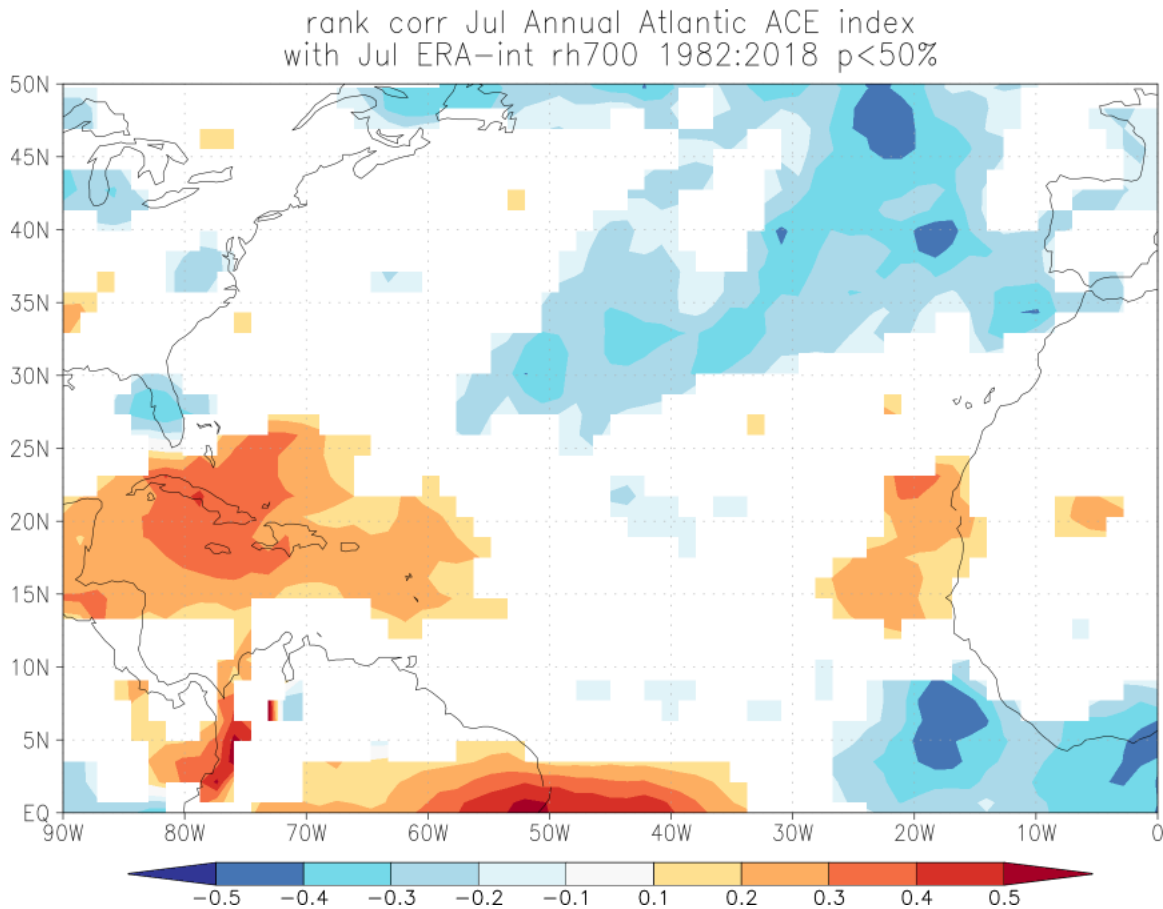 rank corr Jul Annual Atlantic ACE index
with Jul ERA-int rh700 1982:2018 p<50%
50N
45N
40N
35N
30N
25N
20N
15N
10N
5N
EQ
90W 80W 70W 60W 50W 40W 30W 20W 10W 0
-0.5 -0.4 -0.3 -0.2 -0.1 0.1 0.2 0.3 0.4 0.5